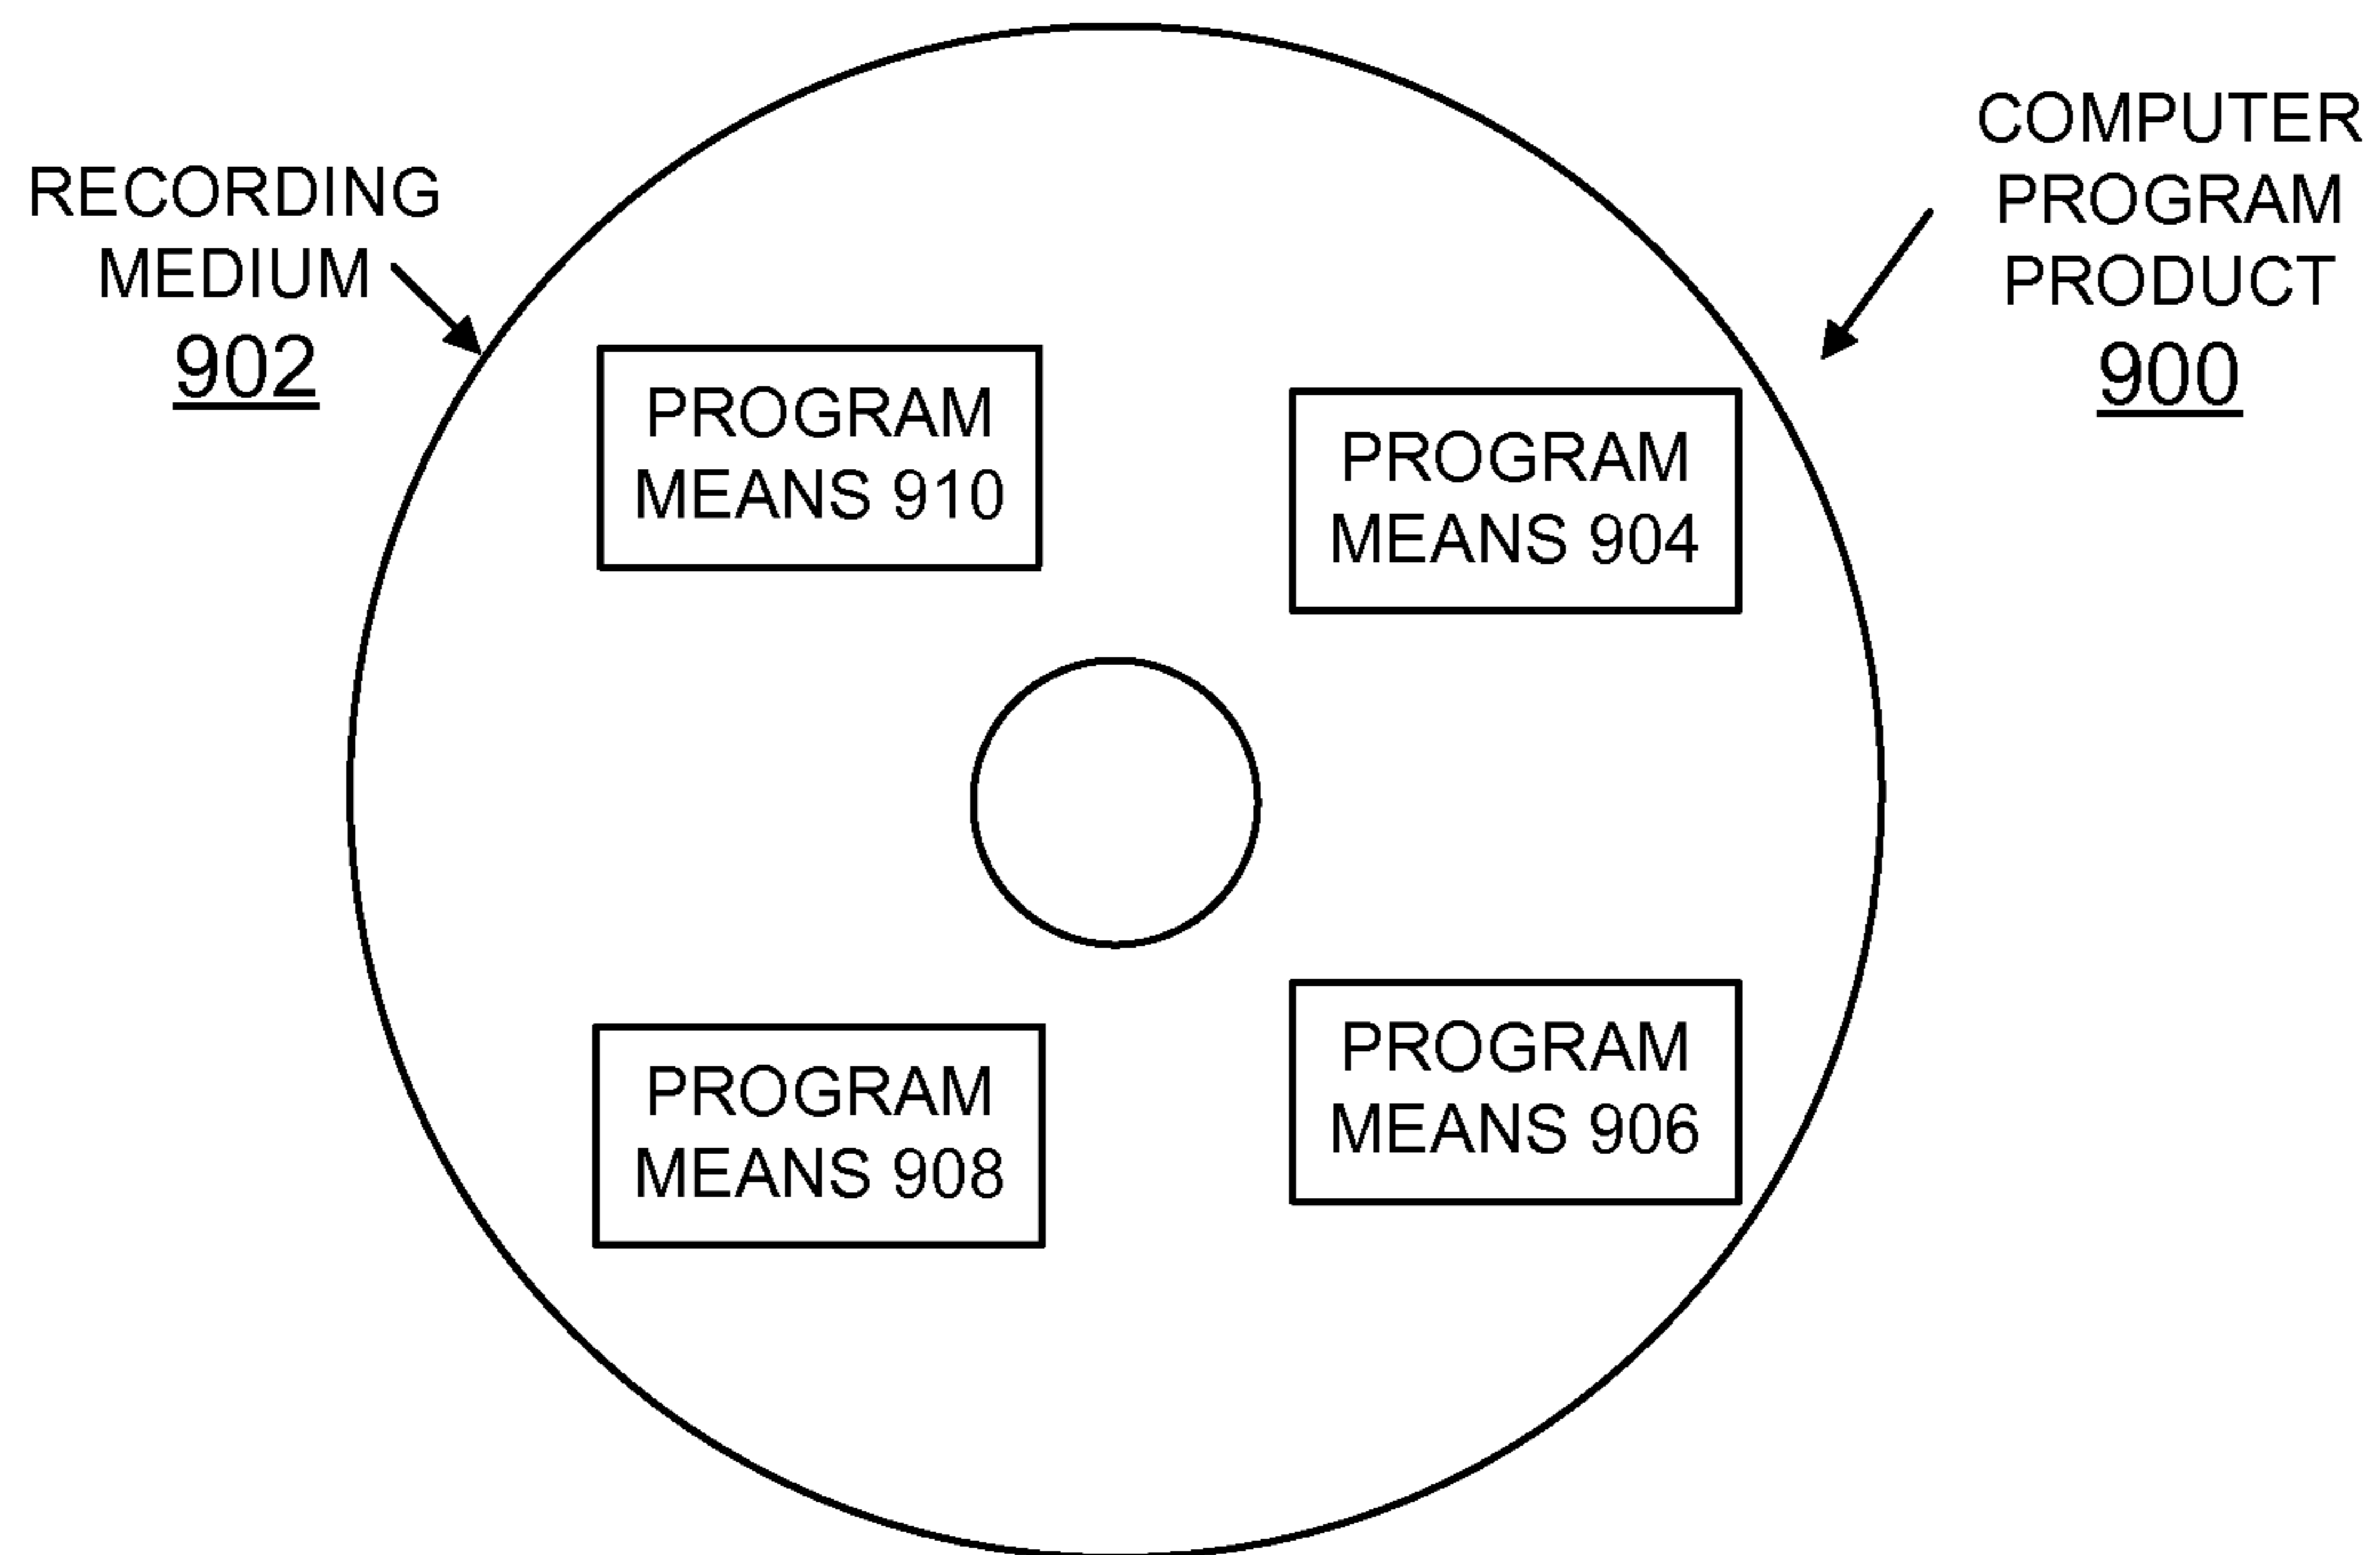 RECORDING
MEDIUM
902
COMPUTER
PROGRAM
PRODUCT
900
PROGRAM
MEANS 910
PROGRAM
MEANS 904
PROGRAM
MEANS 908
PROGRAM
MEANS 906